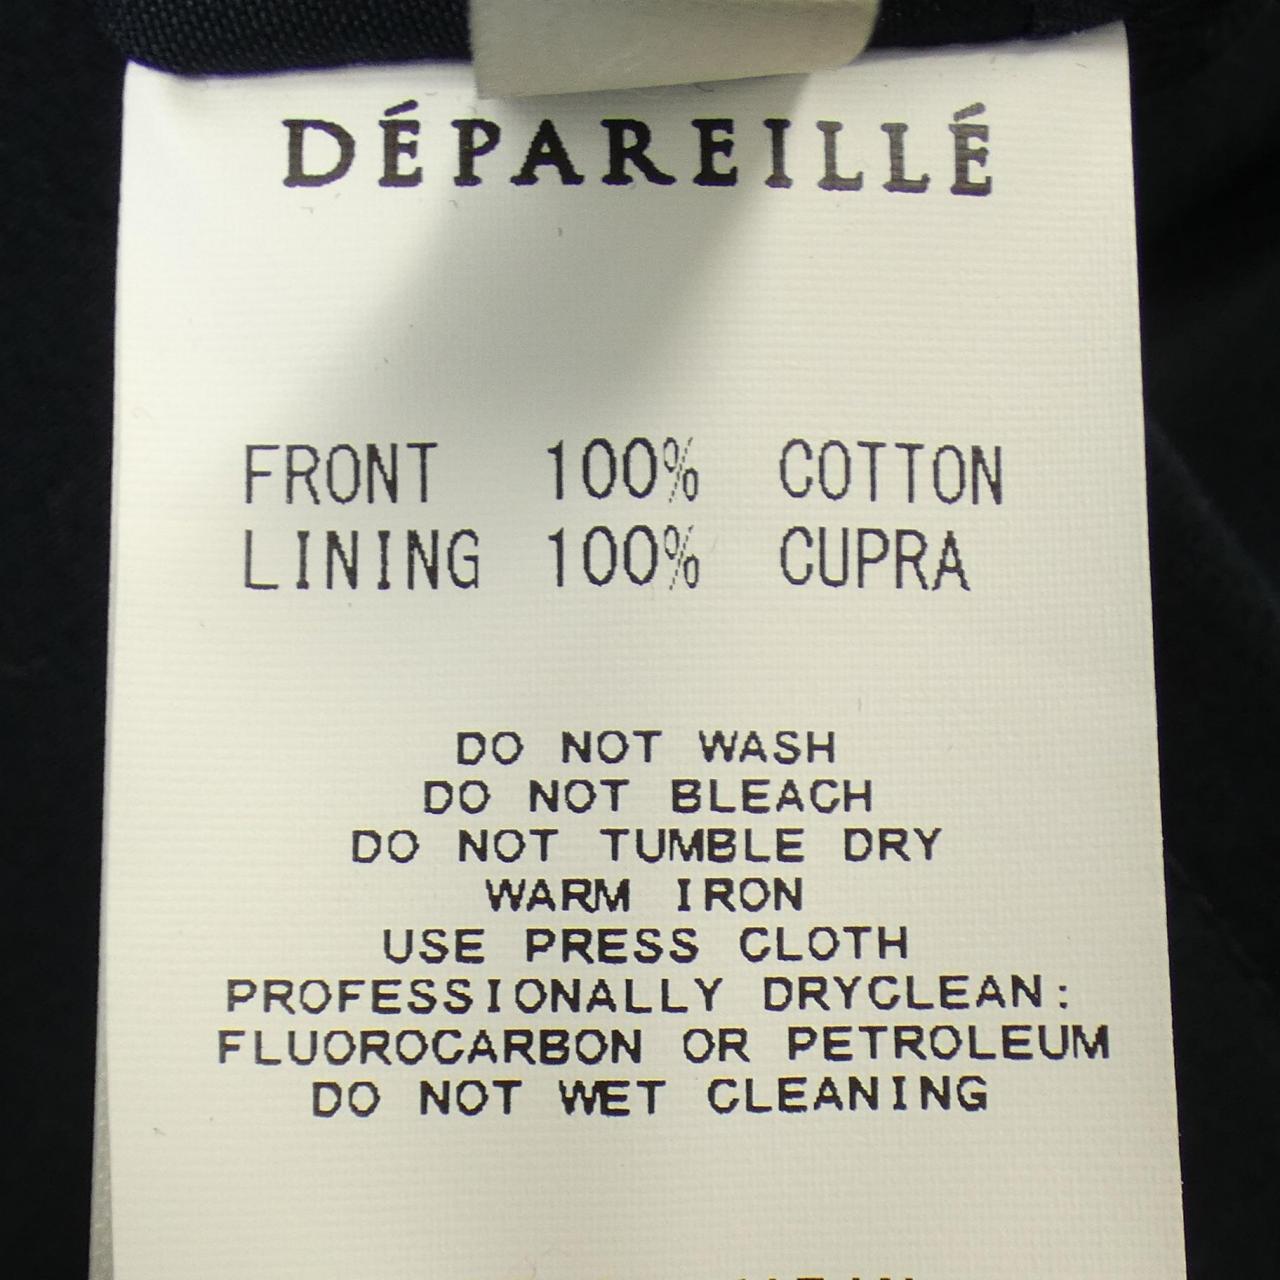 DÉPAREILLÉ
FRONT 100% COTTON
LINING 100% CUPRA
DO NOT WASH
DO NOT BLEACH
DO NOT TUMBLE DRY
WARM IRON
USE PRESS CLOTH
PROFESSIONALLY DRYCLEAN:
FLUOROCARBON OR PETROLEUM
DO NOT WET CLEANING